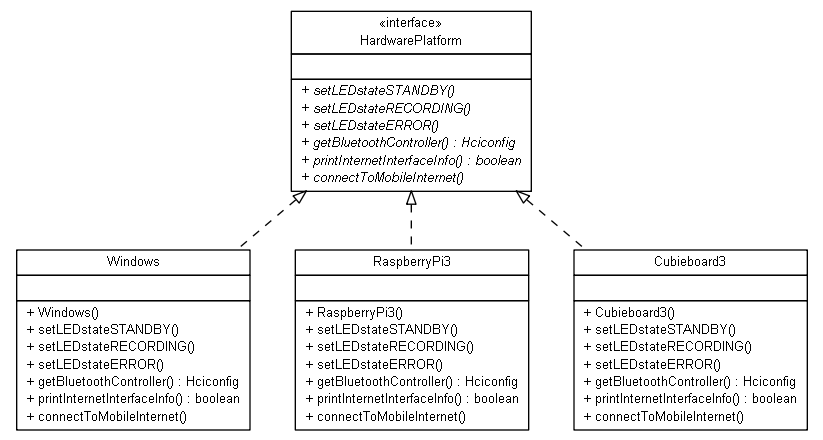 «interface»
HardwarePlatform
+ setLEDstateSTANDBY()
+ setLEDstateRECORDING()
+ setLEDstateERROR()
+ getBluetoothController() : Hciconfig
+ printInternetInterfaceInfo() : boolean
+ connectToMobileInternet()
Windows
+ Windows()
+ setLEDstateSTANDBY()
+ setLEDstateRECORDING()
+ setLEDstateERROR()
+ getBluetoothController() : Hciconfig
+ printInternetInterfaceInfo() : boolean
+ connectToMobileInternet()
RaspberryPi3
+ RaspberryPi3()
+ setLEDstateSTANDBY()
+ setLEDstateRECORDING()
+ setLEDstateERROR()
+ getBluetoothController() : Hciconfig
+ printInternetInterfaceInfo() : boolean
+ connectToMobileInternet()
Cubieboard3
+ Cubieboard3()
+ setLEDstateSTANDBY()
+ setLEDstateRECORDING()
+ setLEDstateERROR()
+ getBluetoothController() : Hciconfig
+ printInternetInterfaceInfo() : boolean
+ connectToMobileInternet()